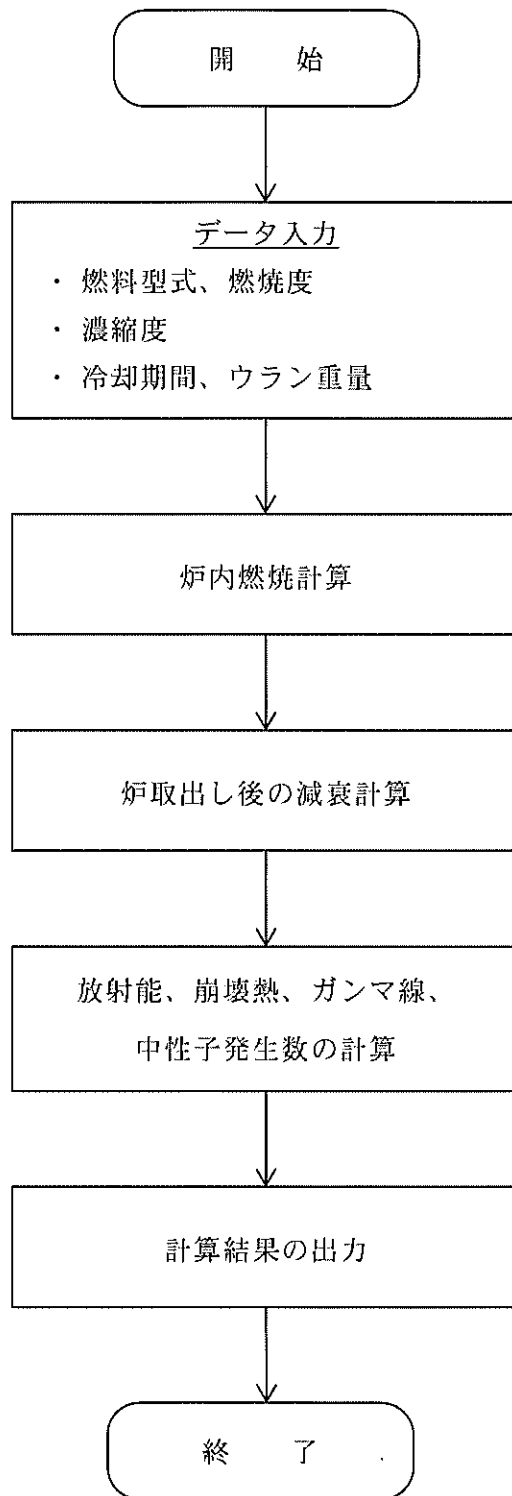 開　始
データ入力
・ 燃料型式、燃焼度
・ 濃縮度
・ 冷却期間、ウラン重量
炉内燃焼計算
炉取出し後の減衰計算
放射能、崩壊熱、ガンマ線、
中性子発生数の計算
計算結果の出力
終　了